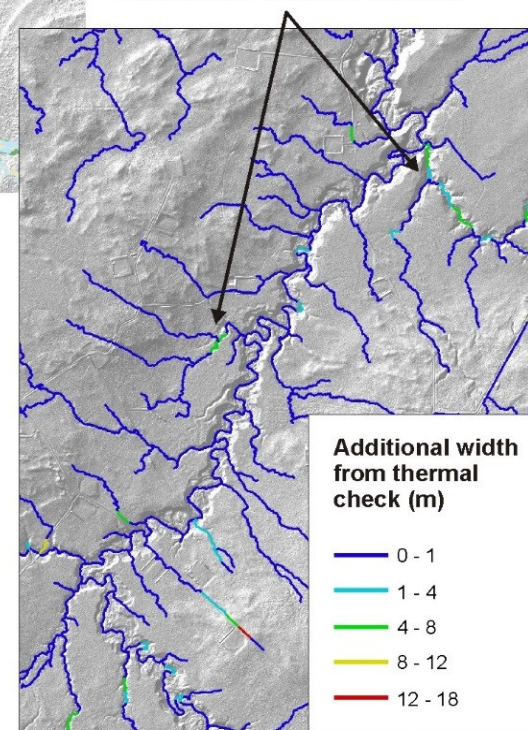 Additional width
from thermal
check (m)
0 - 1
1 - 4
4 - 8
8 - 12
12 - 18